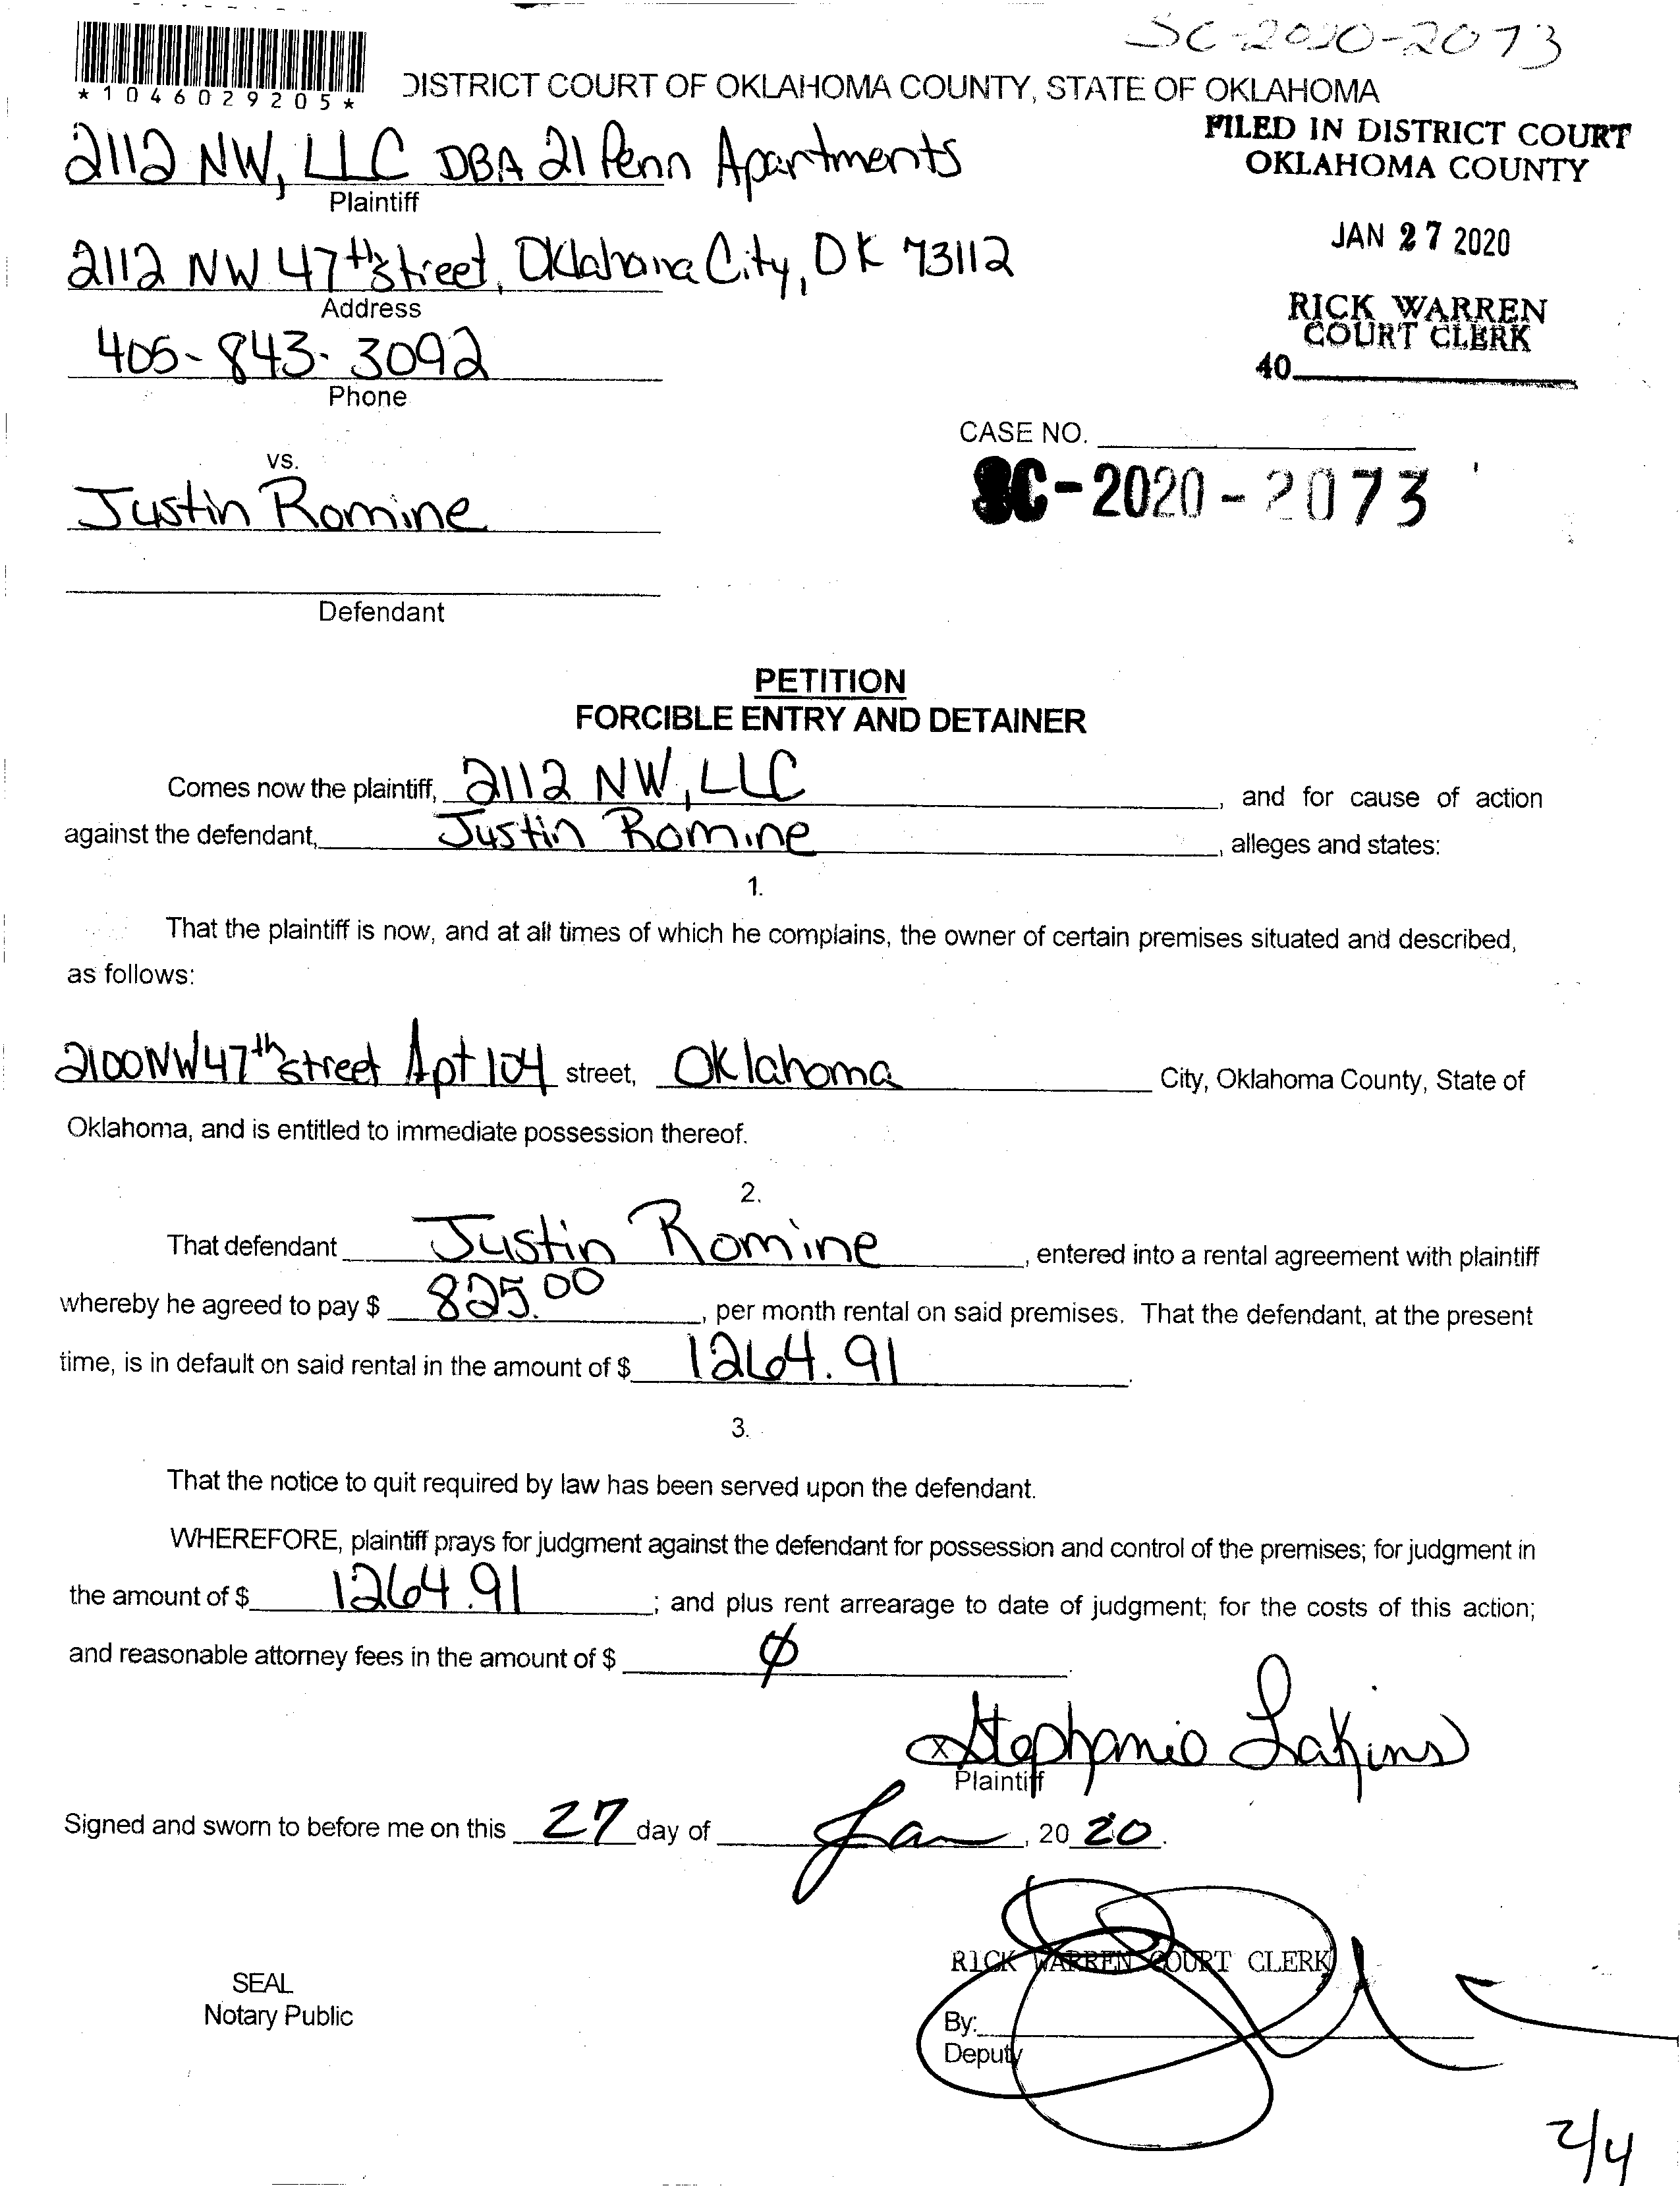 SC-2020-2073
*1046029205*
DISTRICT COURT OF OKLAHOMA COUNTY, STATE OF OKLAHOMA
FILED IN DISTRICT COURT
OKLAHOMA COUNTY
2112 NW, LLC DBA 21 Penn Apartments
Plaintiff
JAN 27 2020
2112 NW 47th street, Oklahoma City, OK 73112
Address
RICK WARREN
COURT CLERK
40
405-843-3092
Phone
CASE NO.
SC-2020-2073
vs.
Justin Romine
Defendant
PETITION
FORCIBLE ENTRY AND DETAINER
Comes now the plaintiff, 2112 NW, LLC, and for cause of action
against the defendant, Justin Romine, alleges and states:
1.
That the plaintiff is now, and at all times of which he complains, the owner of certain premises situated and described,
as follows:
2100 NW 47th street Apt 104 street, Oklahoma City, Oklahoma County, State of
Oklahoma, and is entitled to immediate possession thereof.
2.
That defendant Justin Romine, entered into a rental agreement with plaintiff
whereby he agreed to pay $ 825.00, per month rental on said premises. That the defendant, at the present
time, is in default on said rental in the amount of $ 1264.91.
3.
That the notice to quit required by law has been served upon the defendant.
WHEREFORE, plaintiff prays for judgment against the defendant for possession and control of the premises; for judgment in
the amount of $ 1264.91; and plus rent arrearage to date of judgment; for the costs of this action;
and reasonable attorney fees in the amount of $ ϕ.
x Stephanie Lakins
Plaintiff
Signed and sworn to before me on this 27 day of Jan, 2020.
RICK WARREN COURT CLERK
SEAL
Notary Public
By:
Deputy
2/4